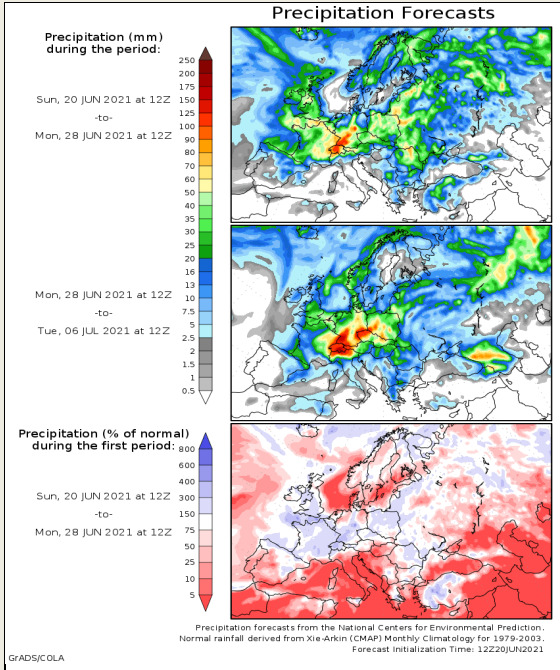 Precipitation Forecasts
Precipitation (mm)
during the period:
Sun, 20 JUN 2021 at 12Z
-to-
Mon, 28 JUN 2021 at 12Z
250
200
175
150
125
100
90
80
70
60
50
40
35
30
25
20
16
13
10
7.5
5
2.5
2
1.5
1
0.5
Mon, 28 JUN 2021 at 12Z
-to-
Tue, 06 JUL 2021 at 12Z
Precipitation (% of normal)
during the first period:
Sun, 20 JUN 2021 at 12Z
-to-
Mon, 28 JUN 2021 at 12Z
800
600
400
300
150
75
50
25
10
5
Precipitation forecasts from the National Centers for Environmental Prediction.
Normal rainfall derived from Xie-Arkin (CMAP) Monthly Climatology for 1979-2003.
Forecast Initialization Time: 12Z20JUN2021
GrADS/COLA